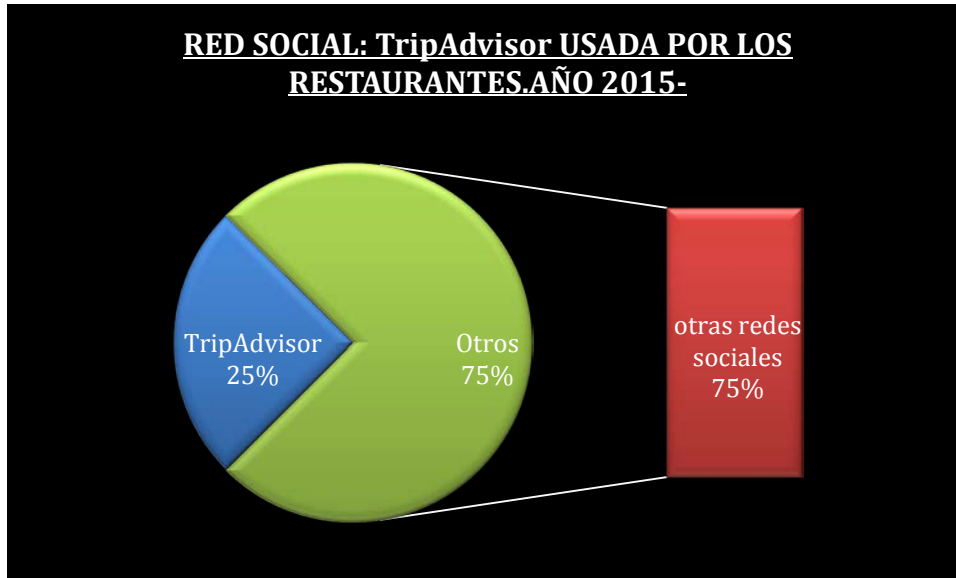 RED SOCIAL: TripAdvisor USADA POR LOS
RESTAURANTES.AÑO 2015-
TripAdvisor
25%
Otros
75%
otras redes
sociales
75%